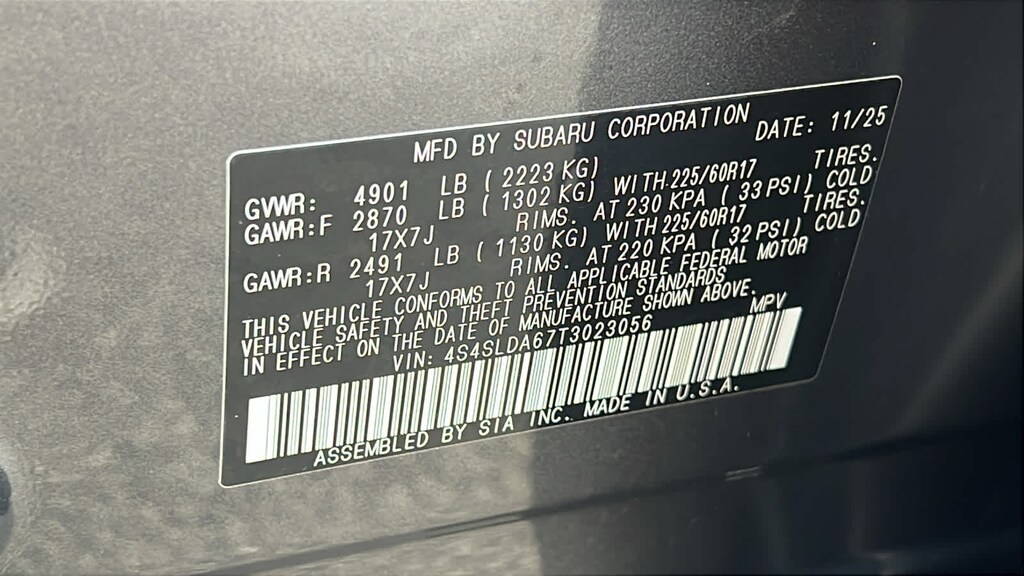 MFD BY SUBARU CORPORATION DATE: 11/25
GVWR: 4901 LB ( 2223 KG)
GAWR:F 2870 LB ( 1302 KG) WITH 225/60R17 TIRES.
17X7J RIMS. AT 230 KPA ( 33 PSI) COLD
GAWR:R 2491 LB ( 1130 KG) WITH 225/60R17 TIRES.
17X7J RIMS. AT 220 KPA ( 32 PSI) COLD
THIS VEHICLE CONFORMS TO ALL APPLICABLE FEDERAL MOTOR
VEHICLE SAFETY AND THEFT PREVENTION STANDARDS
IN EFFECT ON THE DATE OF MANUFACTURE SHOWN ABOVE.
VIN: 4S4SLDA67T3023056 MPV
ASSEMBLED BY SIA INC. MADE IN U.S.A.